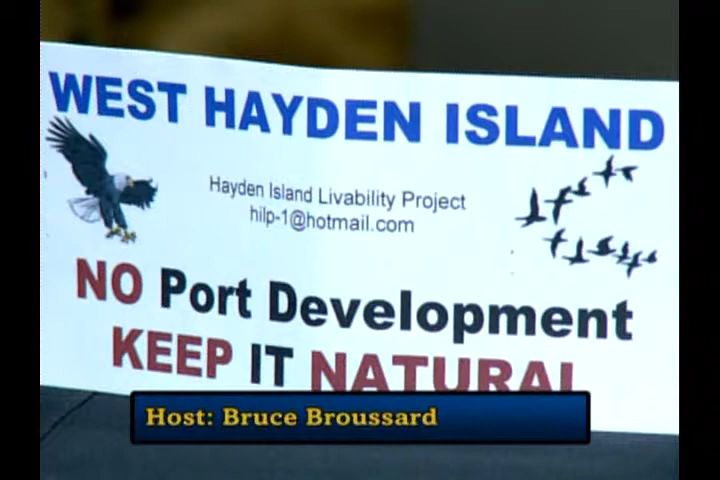 WEST HAYDEN ISLAND
Hayden Island Livability Project
hilp-1@hotmail.com
NO Port Development
KEEP IT NATURAL
Host: Bruce Broussard